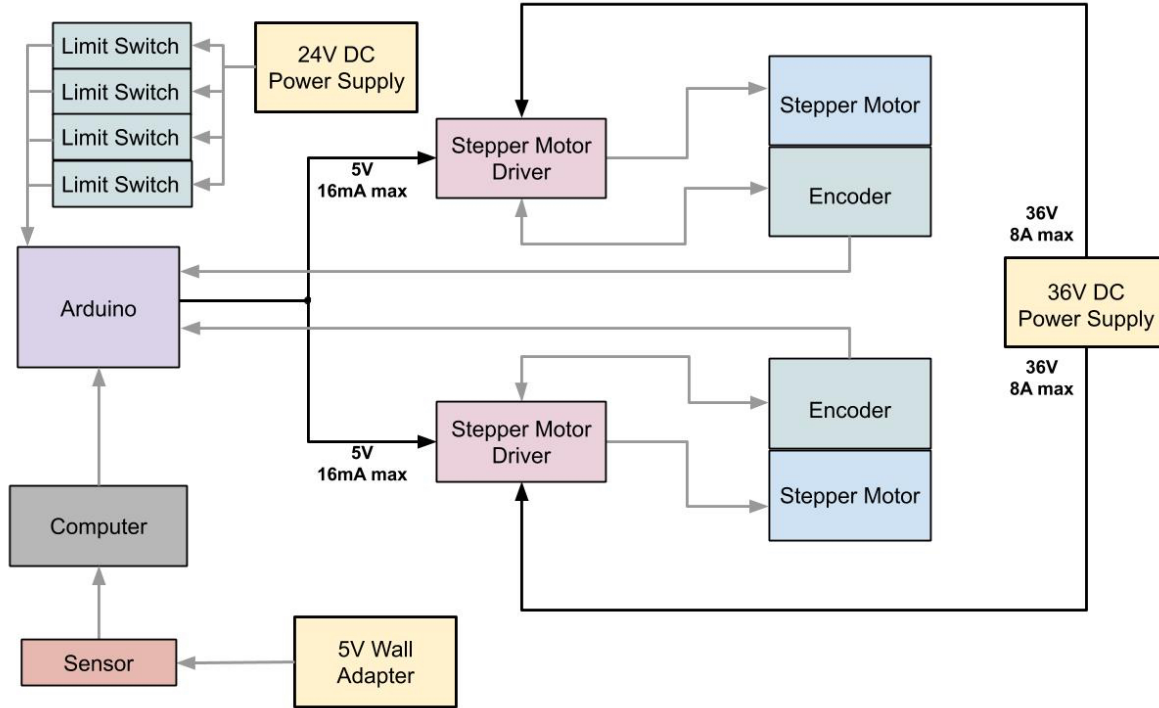 Limit Switch
Limit Switch
Limit Switch
Limit Switch
24V DC
Power Supply
Stepper Motor
Driver
Stepper Motor
Encoder
5V
16mA max
36V
8A max
36V DC
Power Supply
36V
8A max
Arduino
Stepper Motor
Driver
5V
16mA max
Encoder
Stepper Motor
Computer
Sensor
5V Wall
Adapter